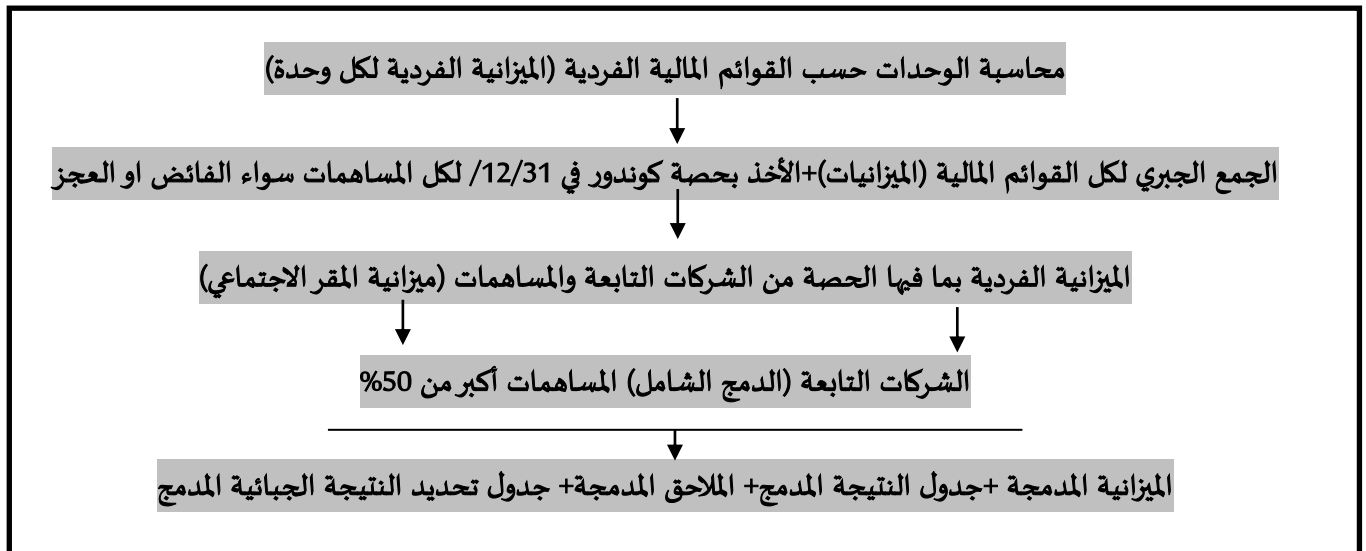 محاسبة الوحدات حسب القوائم المالية الفردية (الميزانية الفردية لكل وحدة)
الجمع الجبري لكل القوائم المالية (الميزانيات)+الأخذ بحصة كوندور في 12/31/ لكل المساهمات سواء الفائض او العجز
الميزانية الفردية بما فيها الحصة من الشركات التابعة والمساهمات (ميزانية المقر الاجتماعي)
الشركات التابعة (الدمج الشامل) المساهمات أكبر من 50%
الميزانية المدمجة +جدول النتيجة المدمج+ الملاحق المدمجة+ جدول تحديد النتيجة الجبائية المدمج